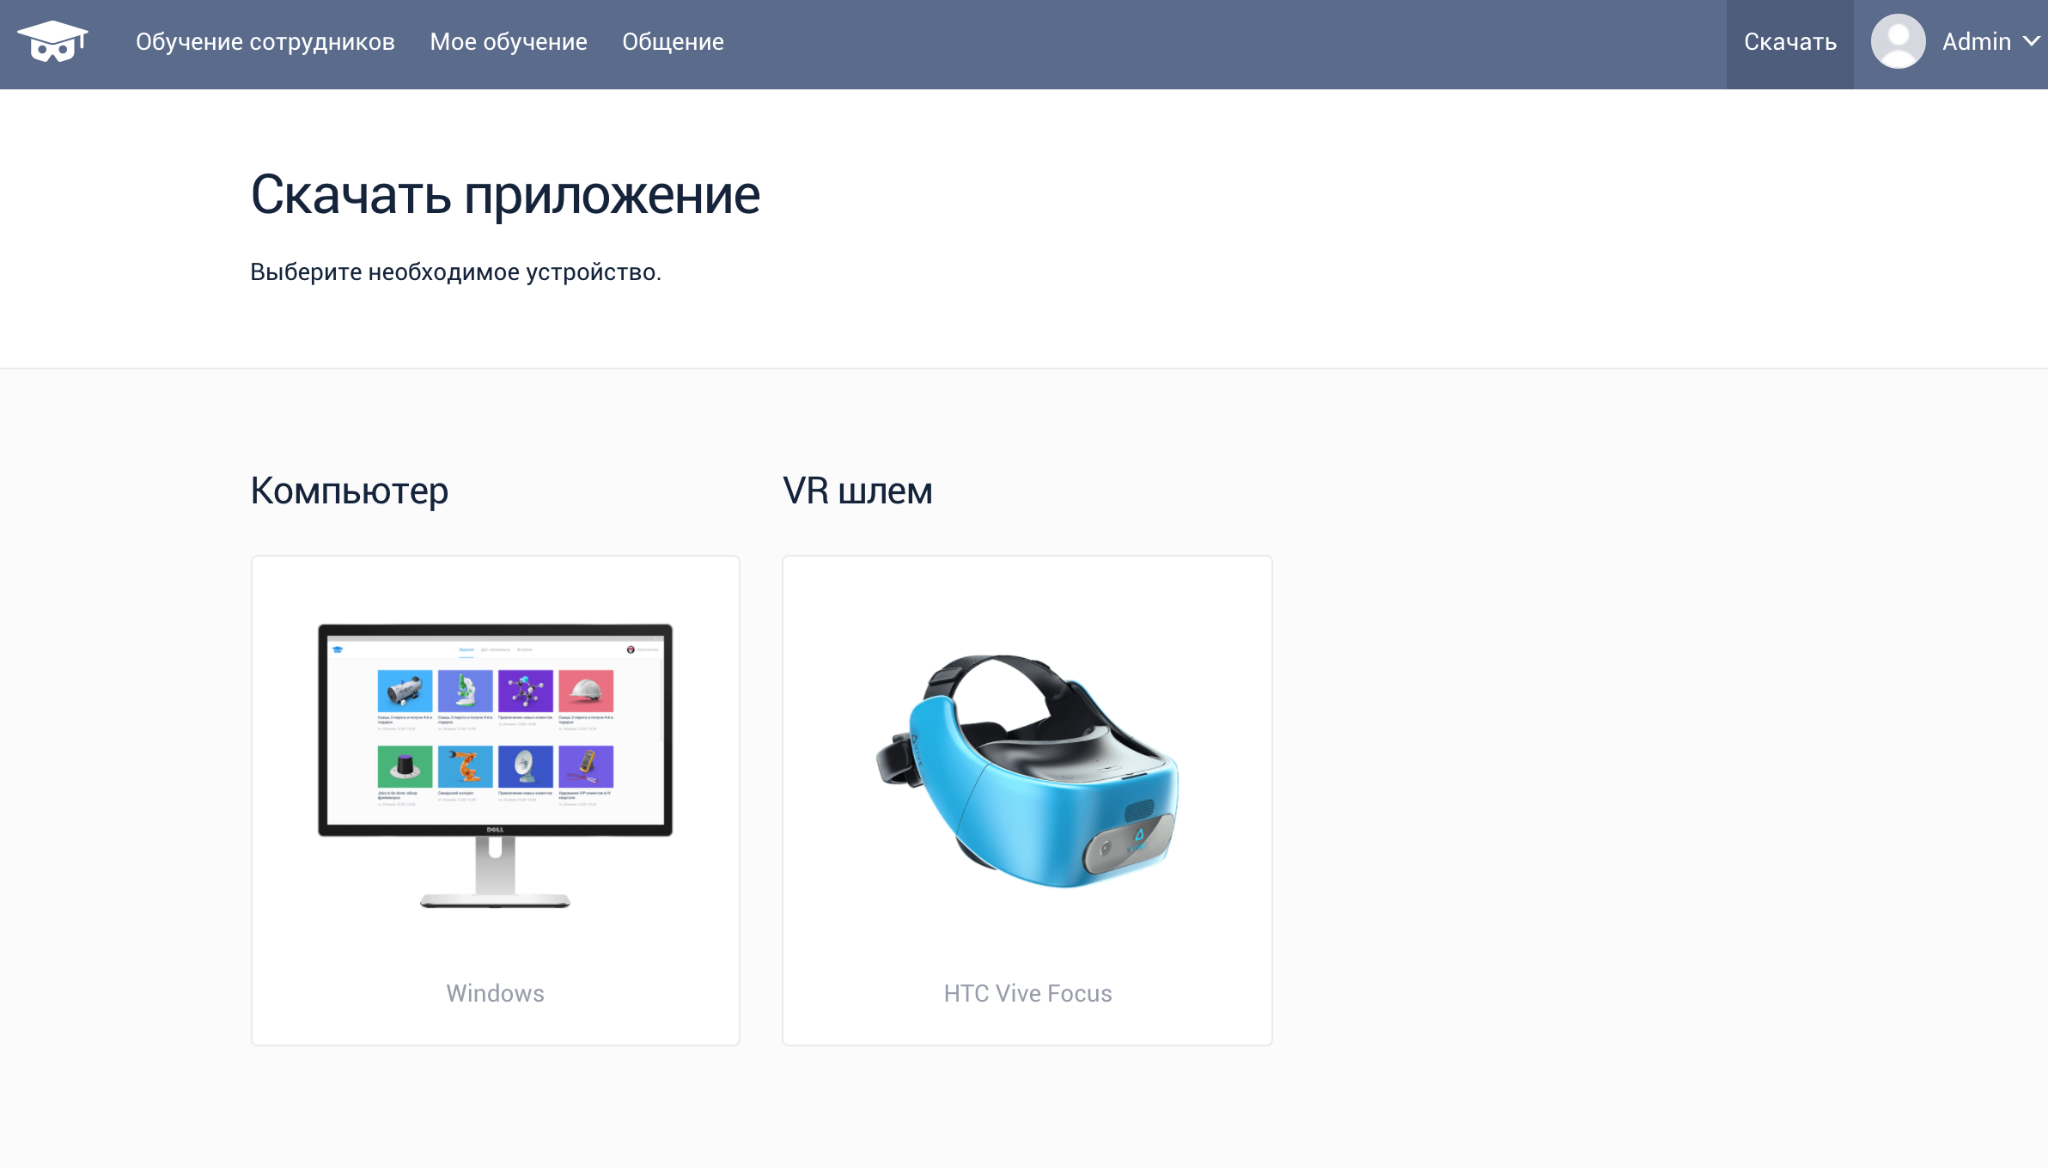 Обучение сотрудников
Мое обучение
Общение
Скачать
Admin
Скачать приложение
Выберите необходимое устройство.
Компьютер
VR шлем
DELL
Windows
HTC Vive Focus